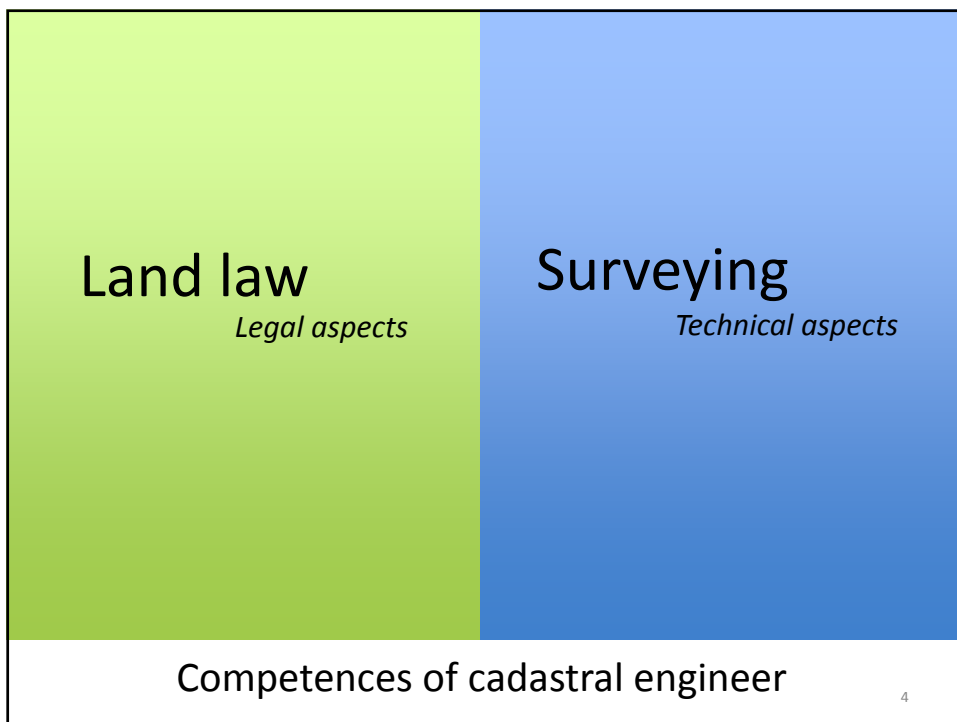 Land law
Legal aspects
Surveying
Technical aspects
Competences of cadastral engineer
4